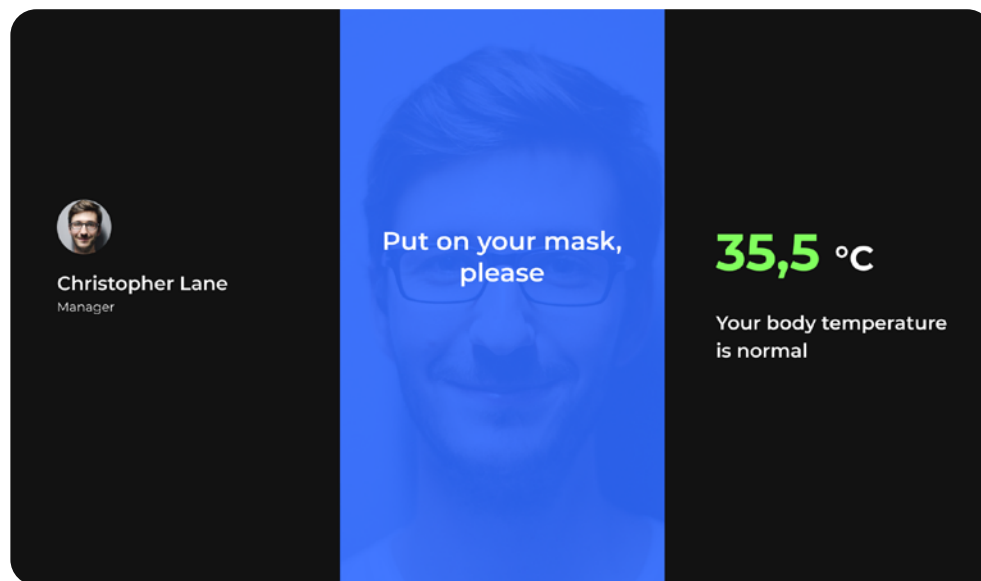 Christopher Lane
Manager
Put on your mask,
please
35,5 °C
Your body temperature
is normal